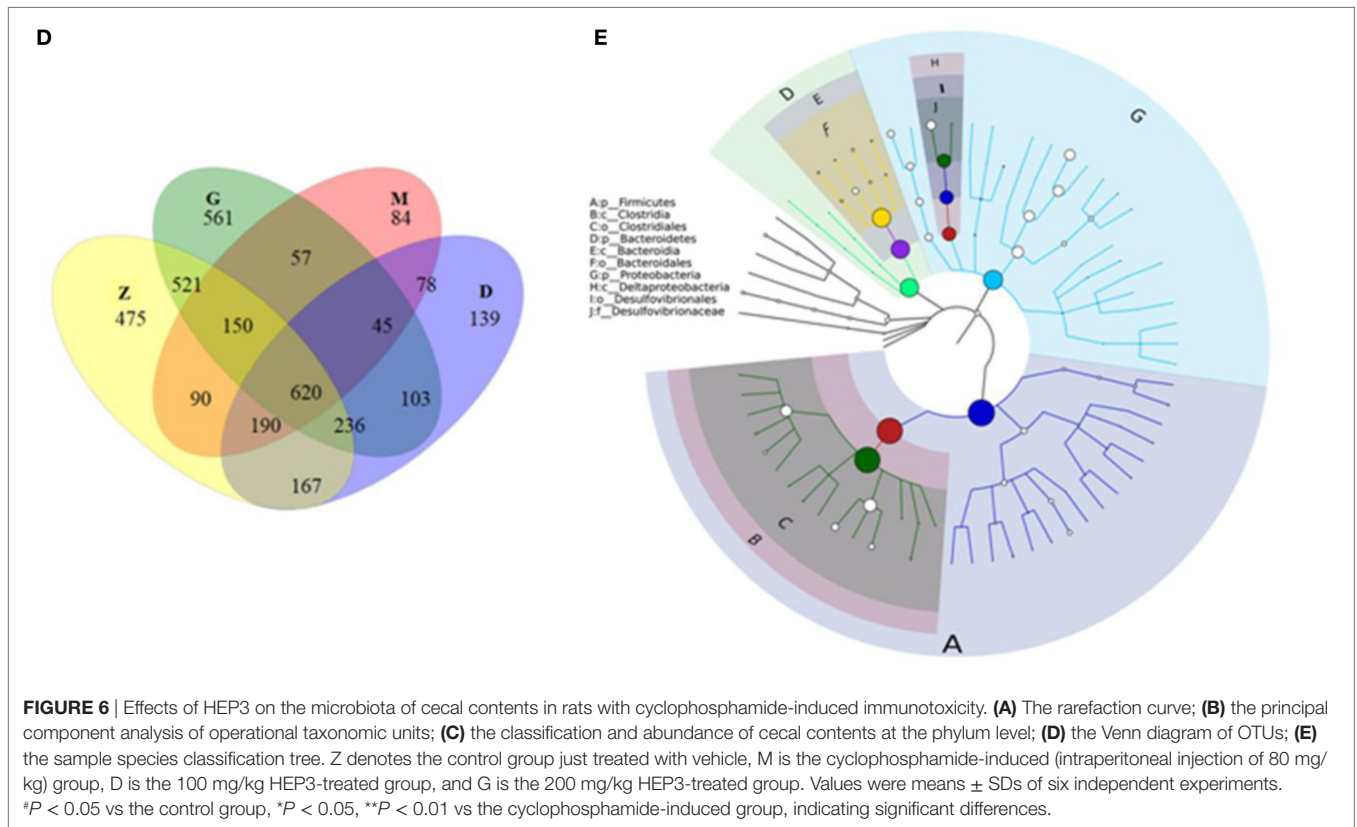 D
E
G
561
M
84
57
521
78
Z
475
D
139
150
45
620
90
103
190
236
167
H
I
J
D
E
F
G
A:p__Firmicutes
B:c__Clostridia
C:o__Clostridiales
D:p__Bacteroidetes
E:c__Bacteroidia
F:o__Bacteroidales
G:p__Proteobacteria
H:c__Deltaproteobacteria
I:o__Desulfovibrionales
J:f__Desulfovibrionaceae
C
B
A
FIGURE 6 | Effects of HEP3 on the microbiota of cecal contents in rats with cyclophosphamide-induced immunotoxicity. (A) The rarefaction curve; (B) the principal
component analysis of operational taxonomic units; (C) the classification and abundance of cecal contents at the phylum level; (D) the Venn diagram of OTUs; (E)
the sample species classification tree. Z denotes the control group just treated with vehicle, M is the cyclophosphamide-induced (intraperitoneal injection of 80 mg/
kg) group, D is the 100 mg/kg HEP3-treated group, and G is the 200 mg/kg HEP3-treated group. Values were means ± SDs of six independent experiments.
#P < 0.05 vs the control group, *P < 0.05, **P < 0.01 vs the cyclophosphamide-induced group, indicating significant differences.